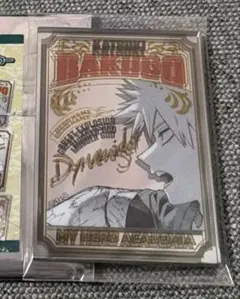 KATSUKI
BAKUGO
GREAT EXPLOSION
MURDER GOD
Dynamight
MY HERO ACADEMIA